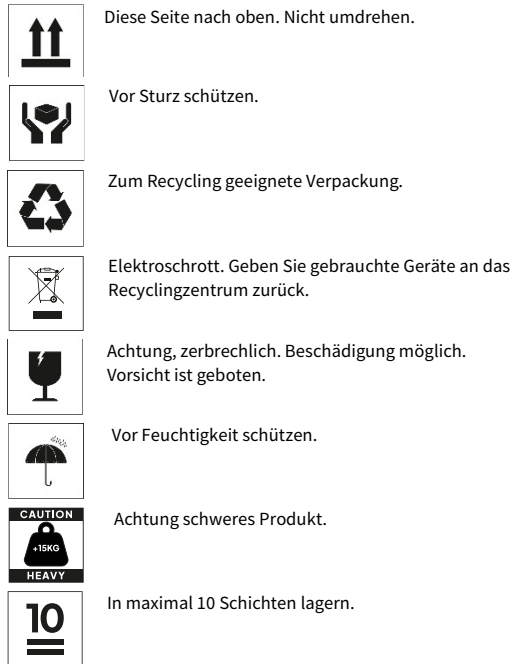 Diese Seite nach oben. Nicht umdrehen.
Vor Sturz schützen.
Zum Recycling geeignete Verpackung.
Elektroschrott. Geben Sie gebrauchte Geräte an das
Recyclingzentrum zurück.
Achtung, zerbrechlich. Beschädigung möglich.
Vorsicht ist geboten.
Vor Feuchtigkeit schützen.
CAUTION
+15KG
HEAVY
Achtung schweres Produkt.
10
In maximal 10 Schichten lagern.